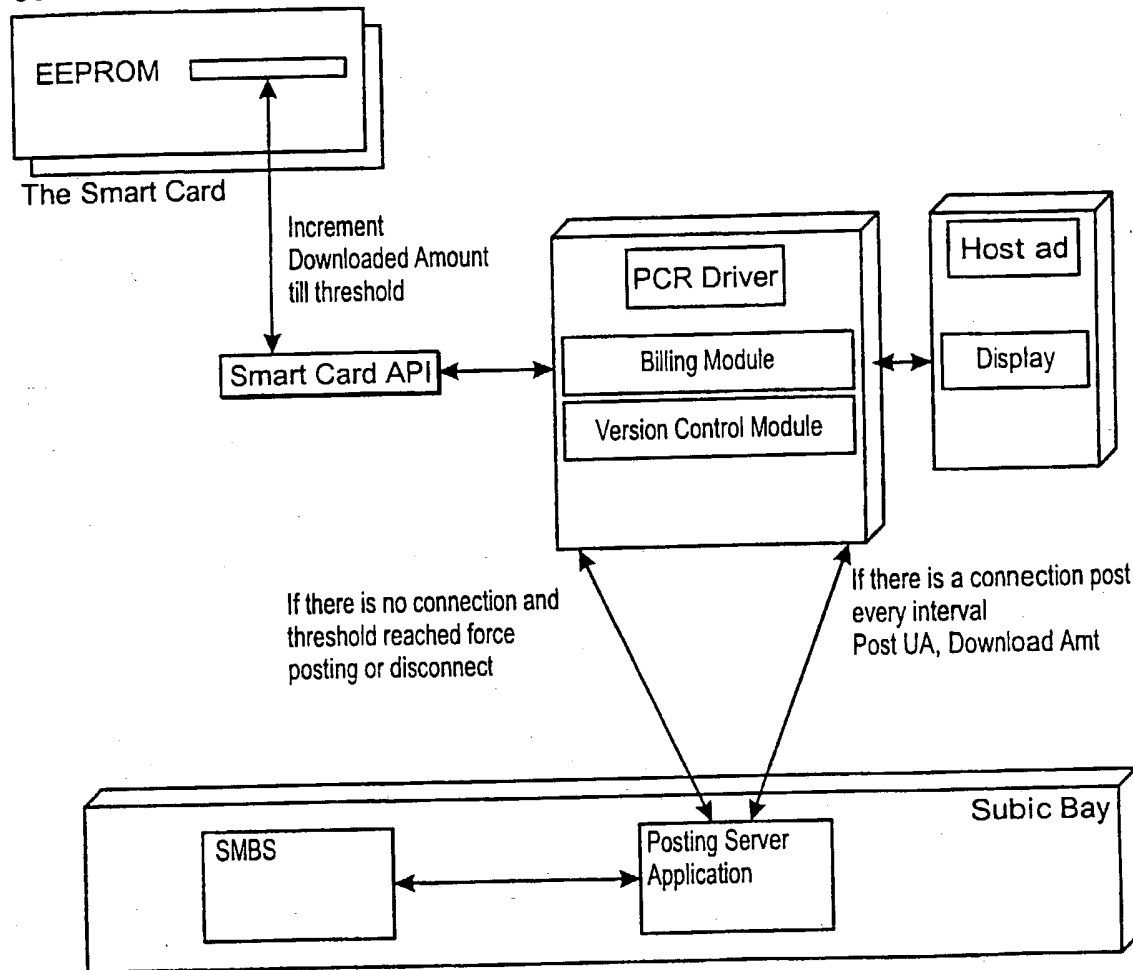 EEPROM
The Smart Card
Increment
Downloaded Amount
till threshold
Smart Card API
PCR Driver
Billing Module
Version Control Module
Host ad
Display
If there is no connection and
threshold reached force
posting or disconnect
If there is a connection post
every interval
Post UA, Download Amt
Subic Bay
SMBS
Posting Server
Application